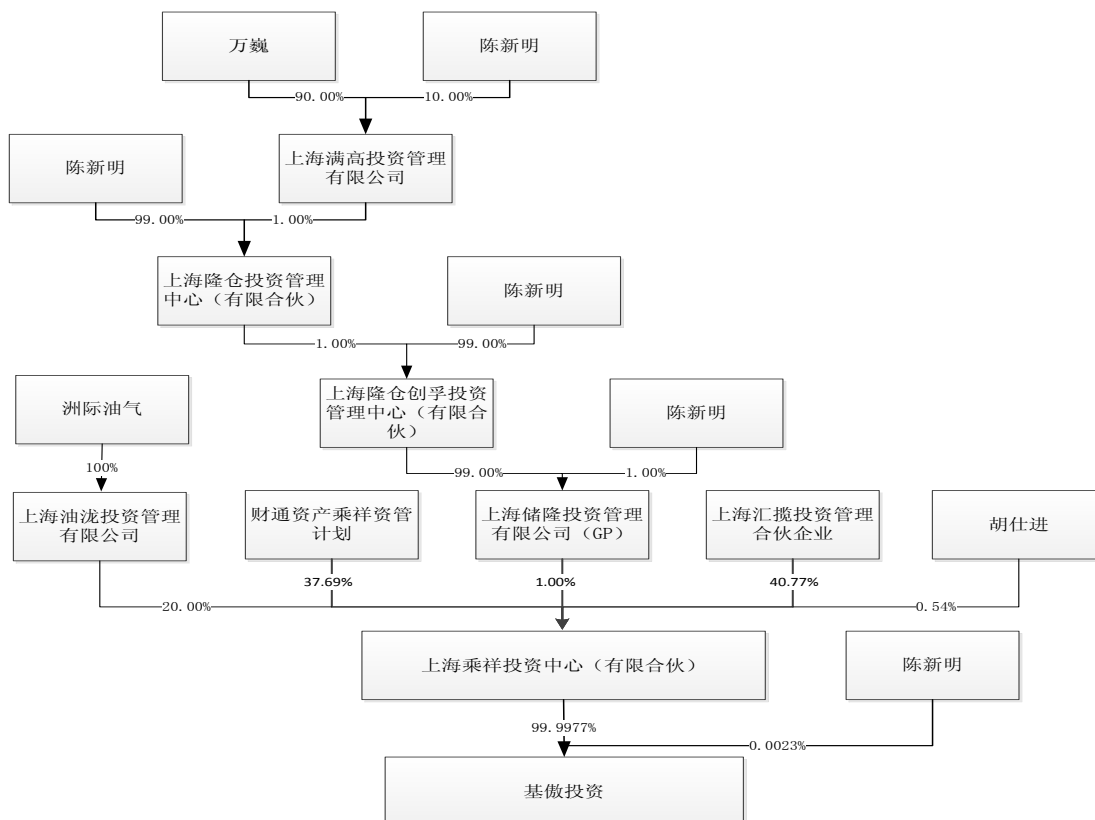 万巍
陈新明
90.00%
10.00%
陈新明
上海满高投资管理
有限公司
99.00%
1.00%
上海隆仓投资管理
中心（有限合伙）
陈新明
1.00%
99.00%
洲际油气
上海隆仓创孚投资
管理中心（有限合
伙）
陈新明
100%
99.00%
1.00%
上海油泷投资管理
有限公司
财通资产乘祥资管
计划
上海储隆投资管理
有限公司（GP）
上海汇揽投资管理
合伙企业
胡仕进
37.69%
1.00%
40.77%
20.00%
0.54%
上海乘祥投资中心（有限合伙）
陈新明
99.9977%
0.0023%
基傲投资